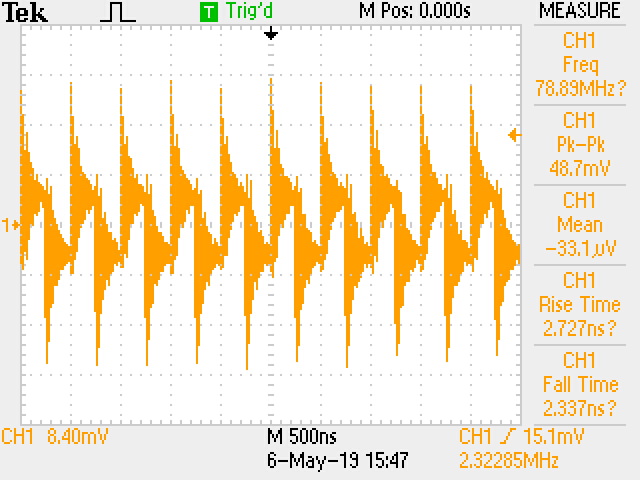 Tek T Trig'd M Pos: 0.000s MEASURE
CH1
Freq
78.89MHz?
CH1
Pk-Pk
48.7mV
CH1
Mean
-33.1µV
CH1
Rise Time
2.727ns?
CH1
Fall Time
2.337ns?
1
CH1 8.40mV M 500ns CH1 15.1mV
6-May-19 15:47 2.32285MHz